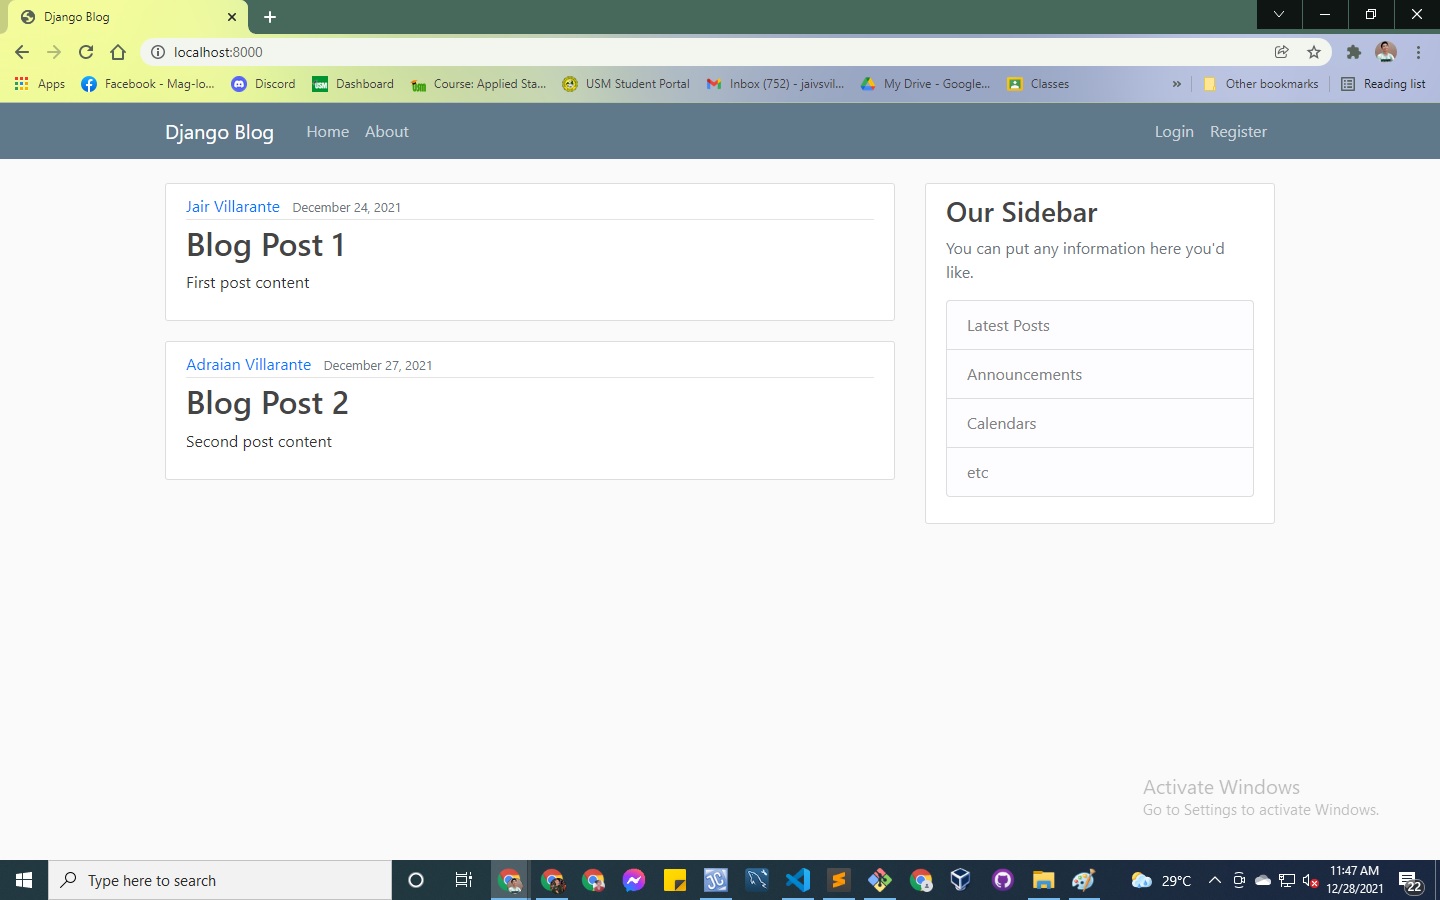 Django Blog
localhost:8000
Apps
Facebook - Mag-lo...
Discord
USM
Dashboard
Course: Applied Sta...
USM Student Portal
Inbox (752) - jaivsvil...
My Drive - Google...
Classes
»
Other bookmarks
Reading list
Django Blog
Home
About
Login
Register
Jair Villarante December 24, 2021
Blog Post 1
First post content
Adraian Villarante December 27, 2021
Blog Post 2
Second post content
Our Sidebar
You can put any information here you'd
like.
Latest Posts
Announcements
Calendars
etc
Activate Windows
Go to Settings to activate Windows.
Type here to search
29°C
11:47 AM
12/28/2021
22